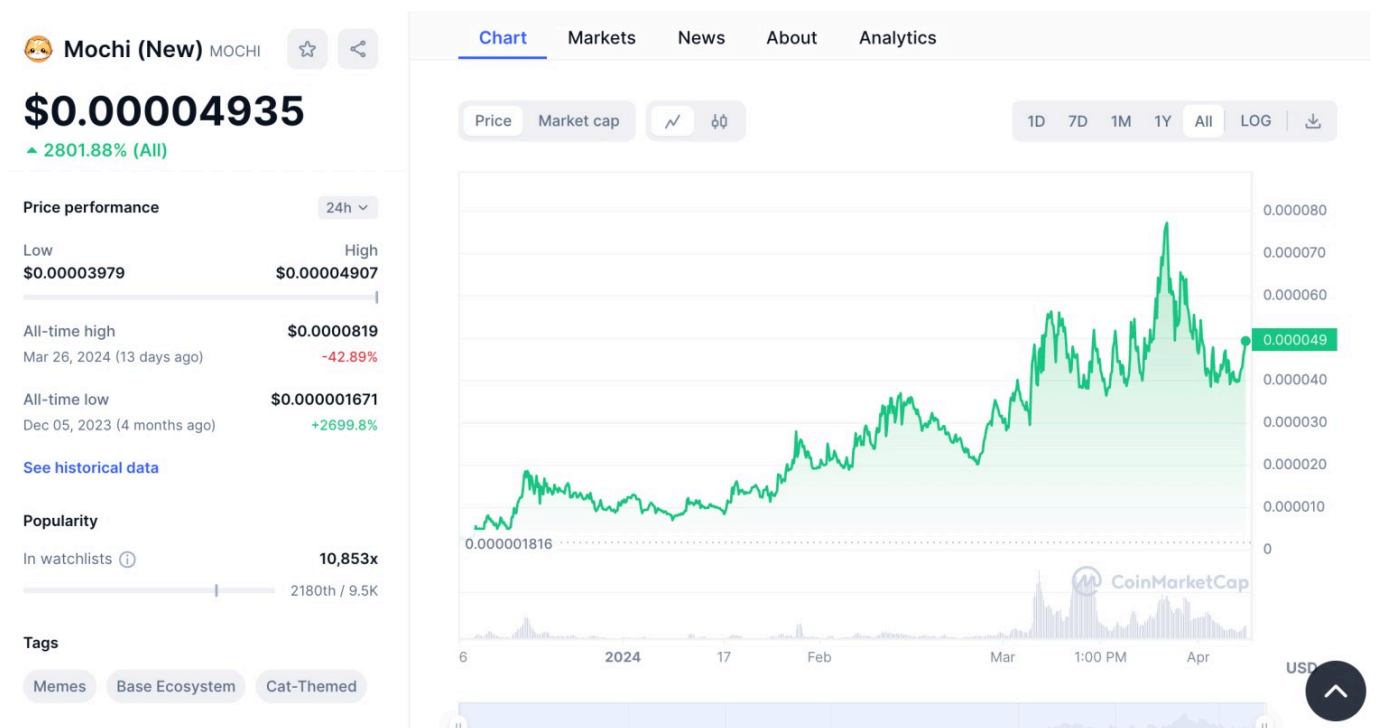 Mochi (New) MOCHI
$0.00004935
2801.88% (All)
Price performance
24h
Low High
$0.00003979 $0.00004907
All-time high $0.0000819
Mar 26, 2024 (13 days ago) -42.89%
All-time low $0.000001671
Dec 05, 2023 (4 months ago) +2699.8%
See historical data
Popularity
In watchlists 10,853x
2180th / 9.5K
Tags
Memes Base Ecosystem Cat-Themed
Chart Markets News About Analytics
Price Market cap 1D 7D 1M 1Y All LOG
0.000080
0.000070
0.000060
0.000049
0.000040
0.000030
0.000020
0.000010
0.000001816
0
CoinMarketCap
6 2024 17 Feb Mar 1:00 PM Apr
USD